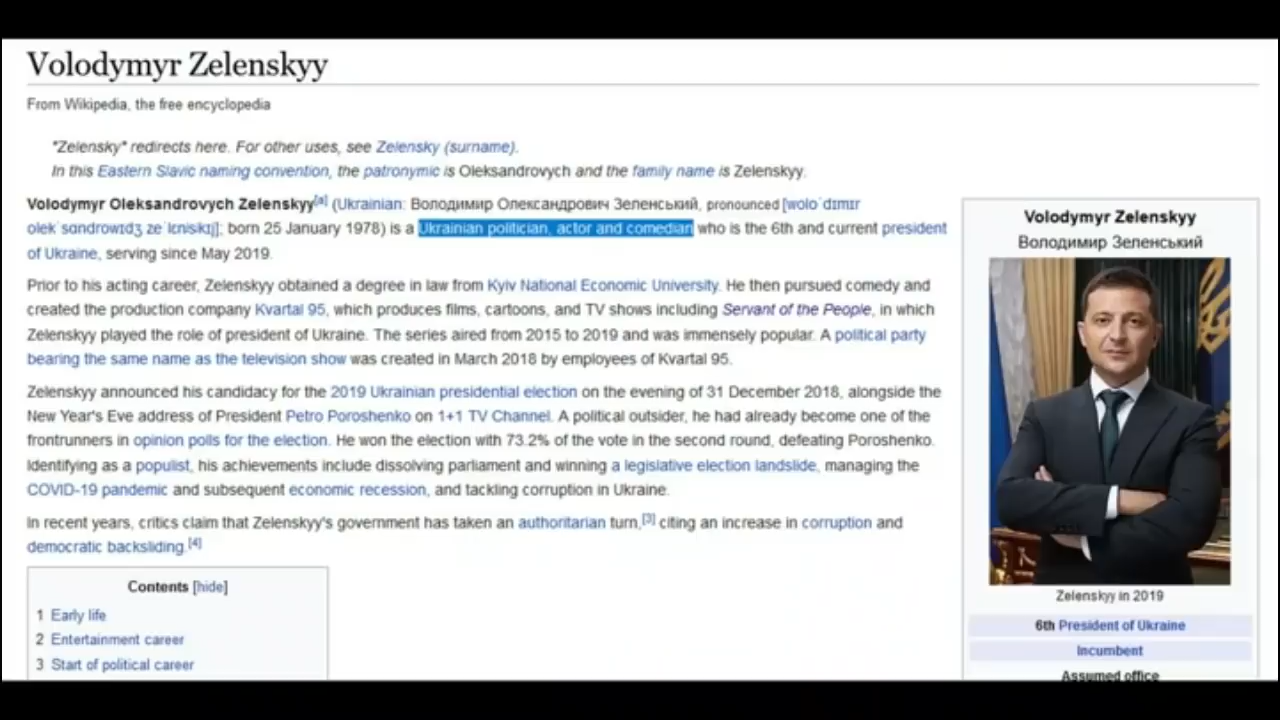 Volodymyr Zelenskyy
From Wikipedia, the free encyclopedia
"Zelensky" redirects here. For other uses, see Zelensky (surname).
In this Eastern Slavic naming convention, the patronymic is Oleksandrovych and the family name is Zelenskyy.
Volodymyr Oleksandrovych Zelenskyy[a] (Ukrainian: Володимир Олександрович Зеленський, pronounced [woloˈdɪmɪr
olekˈsɑndrowɪdʒ zeˈlɛnisʲkɪj]; born 25 January 1978) is a Ukrainian politician, actor and comedian who is the 6th and current president
of Ukraine, serving since May 2019.
Prior to his acting career, Zelenskyy obtained a degree in law from Kyiv National Economic University. He then pursued comedy and
created the production company Kvartal 95, which produces films, cartoons, and TV shows including Servant of the People, in which
Zelenskyy played the role of president of Ukraine. The series aired from 2015 to 2019 and was immensely popular. A political party
bearing the same name as the television show was created in March 2018 by employees of Kvartal 95.
Zelenskyy announced his candidacy for the 2019 Ukrainian presidential election on the evening of 31 December 2018, alongside the
New Year's Eve address of President Petro Poroshenko on 1+1 TV Channel. A political outsider, he had already become one of the
frontrunners in opinion polls for the election. He won the election with 73.2% of the vote in the second round, defeating Poroshenko.
Identifying as a populist, his achievements include dissolving parliament and winning a legislative election landslide, managing the
COVID-19 pandemic and subsequent economic recession, and tackling corruption in Ukraine.
In recent years, critics claim that Zelenskyy's government has taken an authoritarian turn,[3] citing an increase in corruption and
democratic backsliding.[4]
Contents [hide]
1 Early life
2 Entertainment career
3 Start of political career
Volodymyr Zelenskyy
Володимир Зеленський
Zelenskyy in 2019
6th President of Ukraine
Incumbent
Assumed office